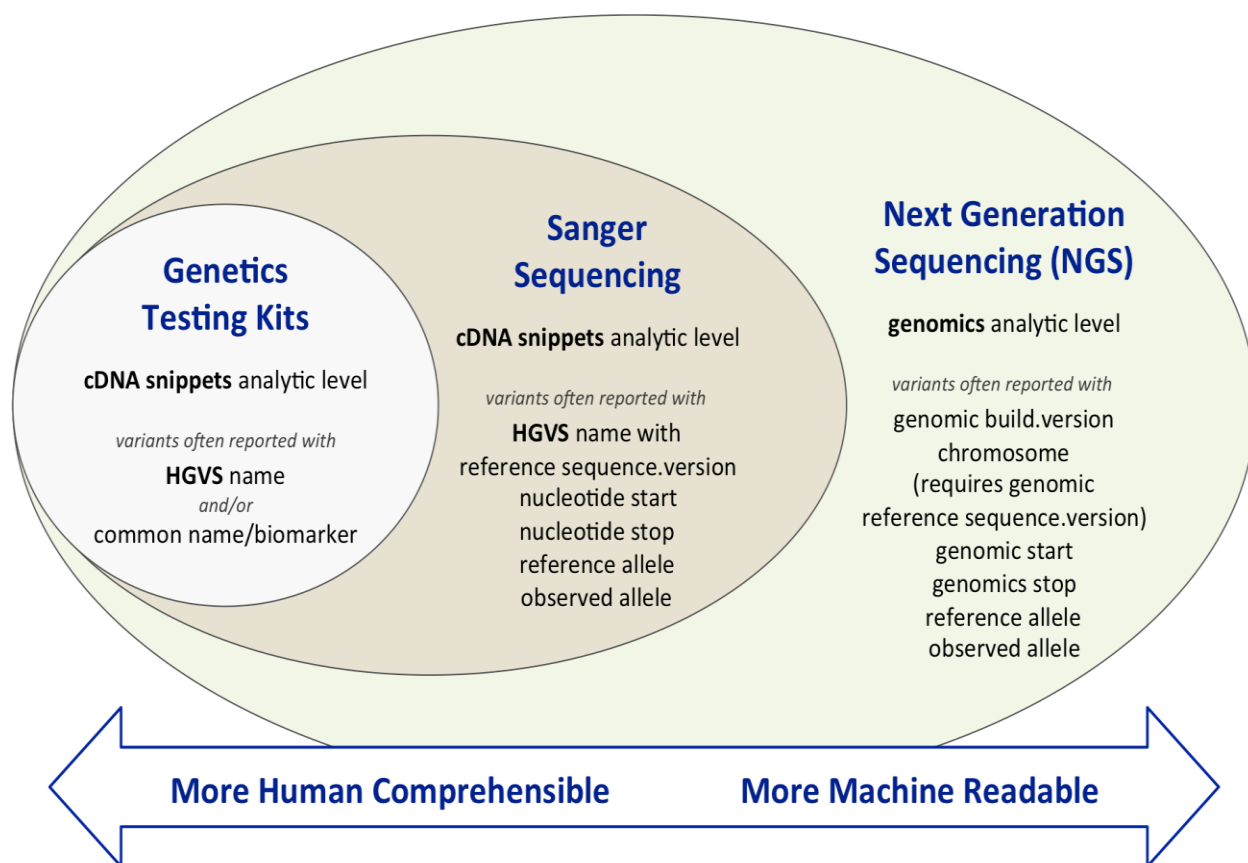 Genetics
Testing Kits
cDNA snippets analytic level
variants often reported with
HGVS name
and/or
common name/biomarker
Sanger
Sequencing
cDNA snippets analytic level
variants often reported with
HGVS name with
reference sequence.version
nucleotide start
nucleotide stop
reference allele
observed allele
Next Generation
Sequencing (NGS)
genomics analytic level
variants often reported with
genomic build.version
chromosome
(requires genomic
reference sequence.version)
genomic start
genomics stop
reference allele
observed allele
More Human Comprehensible
More Machine Readable